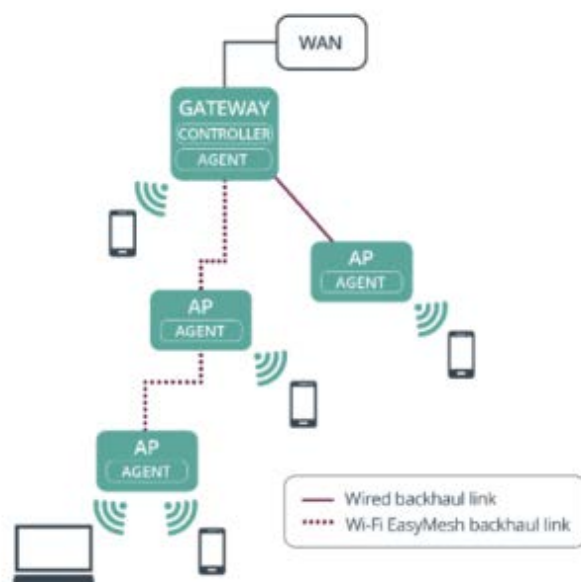 WAN
GATEWAY
CONTROLLER
AGENT
AP
AGENT
AP
AGENT
AP
AGENT
Wired backhaul link
Wi-Fi EasyMesh backhaul link